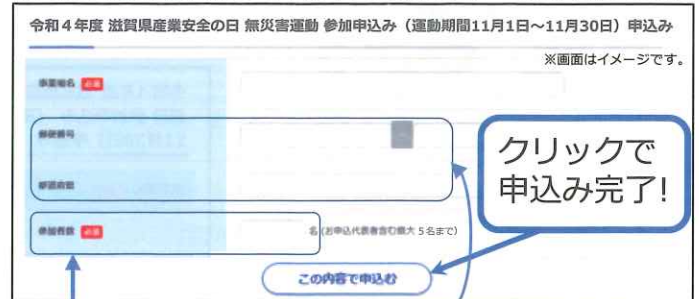 令和４年度 滋賀県産業安全の日 無災害運動 参加申込み（運動期間11月1日～11月30日）申込み
※画面はイメージです。
事業場名 必須
郵便番号
都道府県
参加者数 必須
名 (お申込代表者含む最大 5 名まで)
クリックで
申込み完了!
この内容で申込む